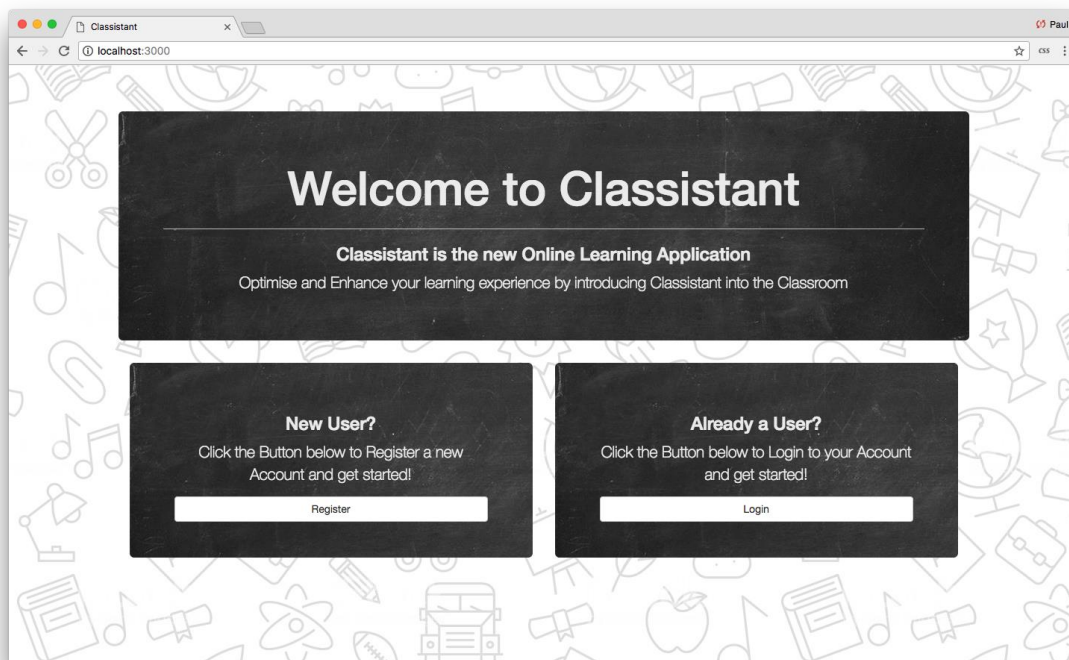 Classistant
Paul
localhost:3000
css
Welcome to Classistant
Classistant is the new Online Learning Application
Optimise and Enhance your learning experience by introducing Classistant into the Classroom
New User?
Click the Button below to Register a new
Account and get started!
Register
Already a User?
Click the Button below to Login to your Account
and get started!
Login